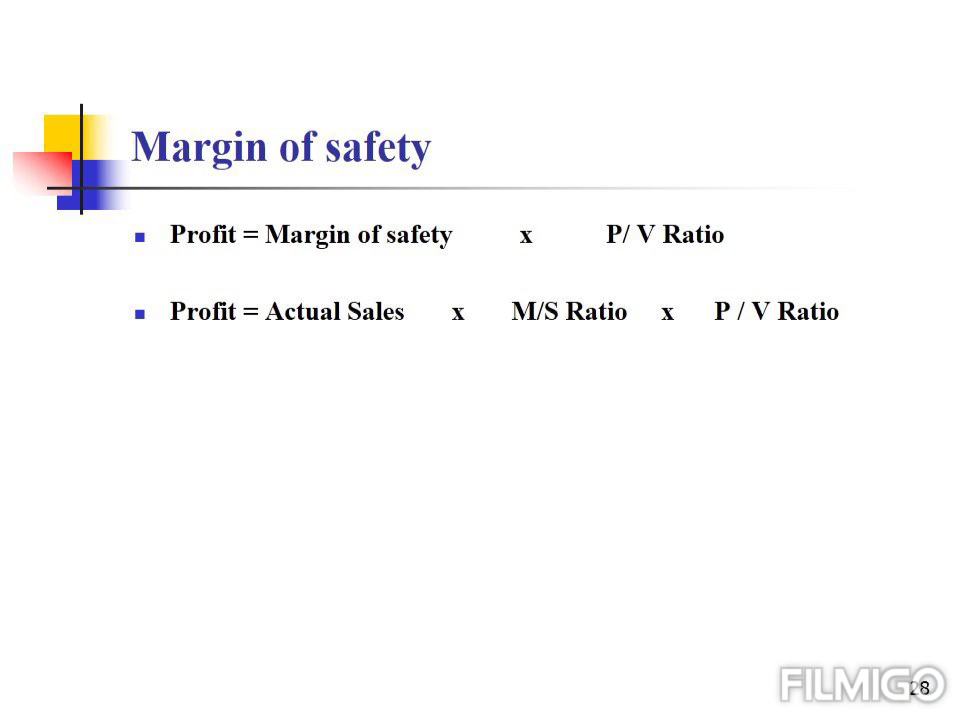 Margin of safety
Profit = Margin of safety x P/ V Ratio
Profit = Actual Sales x M/S Ratio x P / V Ratio
28
FILMIGO